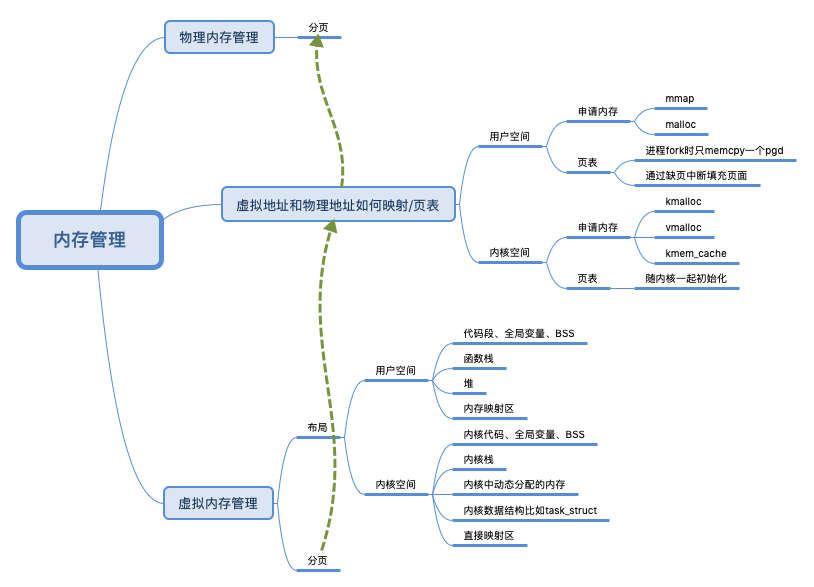 内存管理
物理内存管理
分页
虚拟地址和物理地址如何映射/页表
用户空间
申请内存
mmap
malloc
页表
进程fork时只memcpy一个pgd
通过缺页中断填充页面
内核空间
申请内存
kmalloc
vmalloc
kmem_cache
页表
随内核一起初始化
虚拟内存管理
布局
用户空间
代码段、全局变量、BSS
函数栈
堆
内存映射区
内核空间
内核代码、全局变量、BSS
内核栈
内核中动态分配的内存
内核数据结构比如task_struct
直接映射区
分页